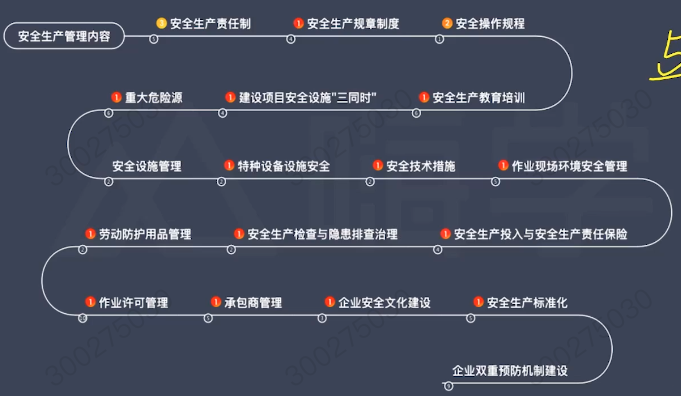 安全生产管理内容 3 安全生产责任制 1 安全生产规章制度 2 安全操作规程
1 重大危险源 1 建设项目安全设施"三同时" 1 安全生产教育培训
安全设施管理 1 特种设备设施安全 1 安全技术措施 1 作业现场环境安全管理
1 劳动防护用品管理 1 安全生产检查与隐患排查治理 1 安全生产投入与安全生产责任保险
1 作业许可管理 1 承包商管理 1 企业安全文化建设 1 安全生产标准化
企业双重预防机制建设
300275030